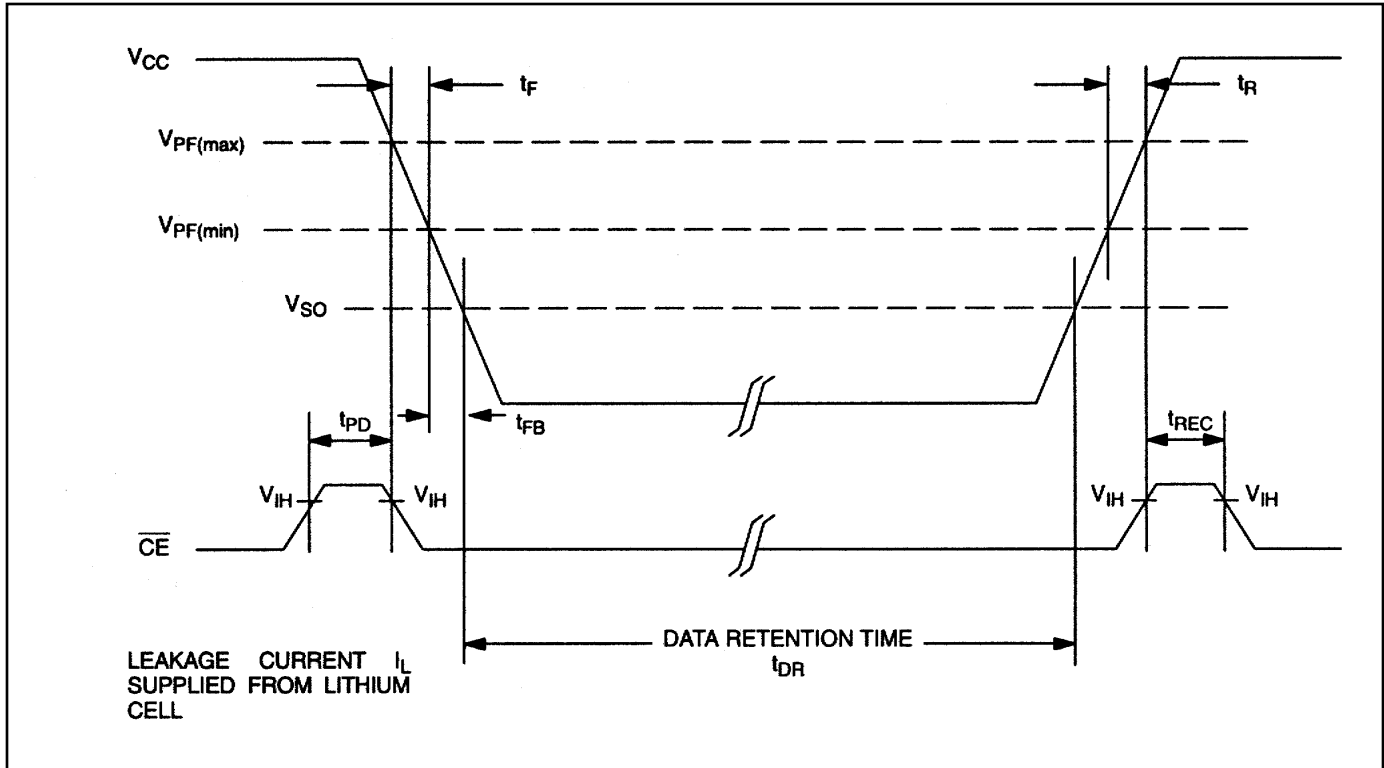 VCC
tF
tR
VPF(max)
VPF(min)
VSO
tPD
tFB
tREC
VIH
VIH
VIH
VIH
CE
DATA RETENTION TIME
tDR
LEAKAGE CURRENT IL
SUPPLIED FROM LITHIUM
CELL